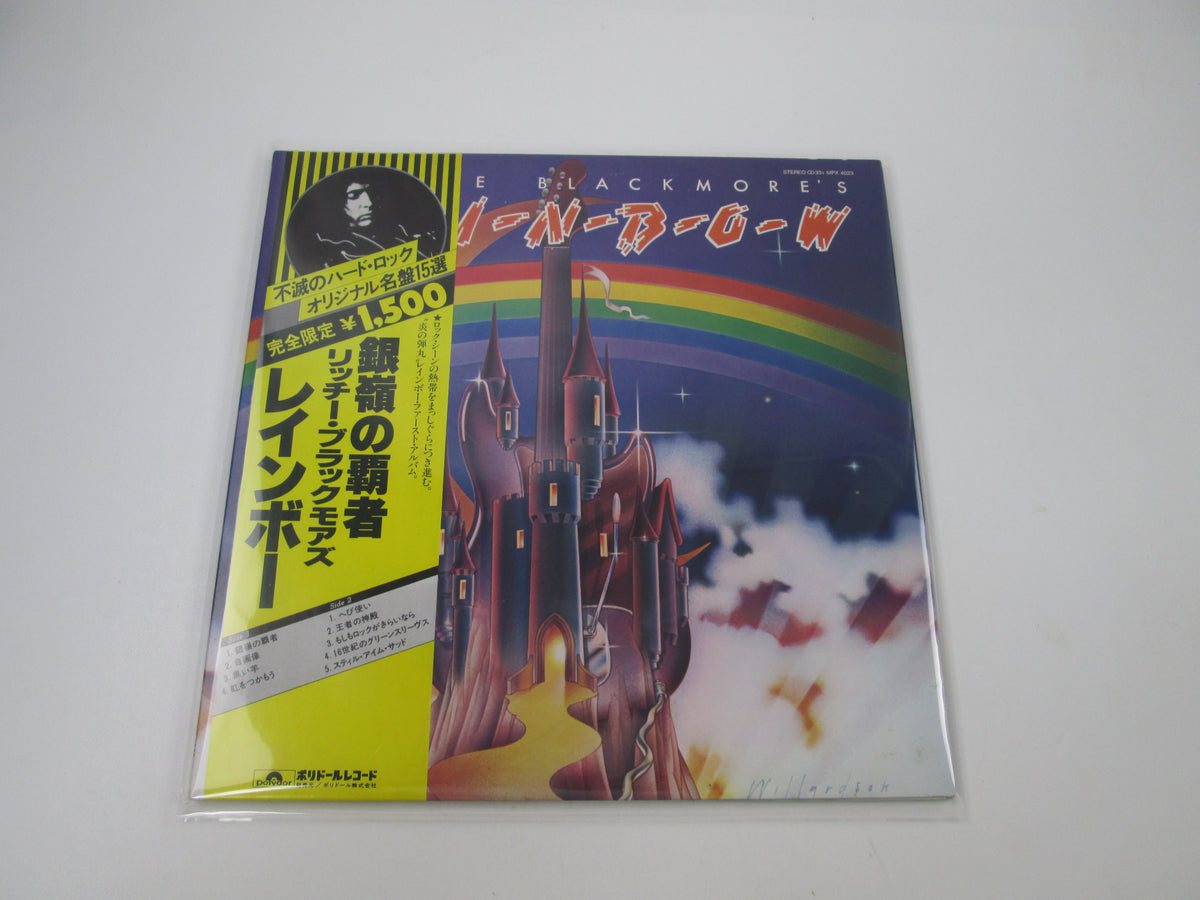 STEREO CD33⅓ MPX 4023
E BLACKMORE'S
N-B-O-W
不滅のハード・ロック
オリジナル名盤15選
完全限定 ¥1,500
★ロック・シーンの熱帯をまっしぐらにつき進む。
“炎の弾丸”レインボー・ファースト・アルバム。
銀嶺の覇者
リッチー・ブラックモアズ
レインボー
Side 1
1. 銀嶺の覇者
2. 自画像
3. 黒い羊
4. 虹をつかもう
Side 2
1. へび使い
2. 王者の神殿
3. もしもロックがきらいなら
4. 16世紀のグリーンスリーヴス
5. スティル・アイム・サッド
polydor
ポリドールレコード
発売元/ポリドール株式会社
Willardson